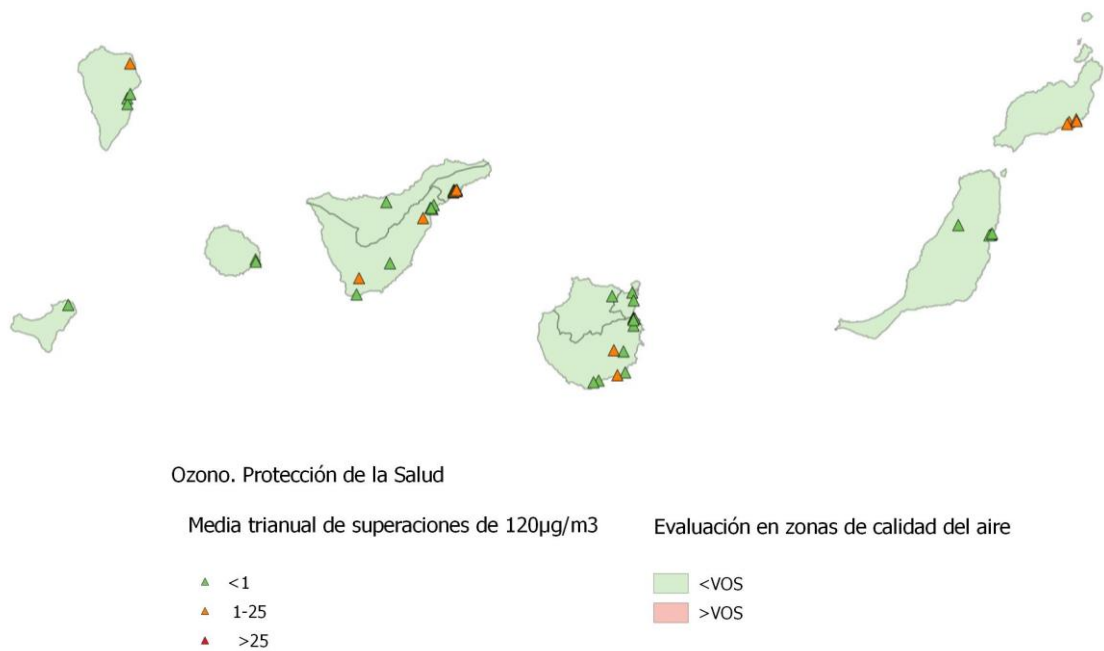 Ozono. Protección de la Salud
Media trianual de superaciones de 120µg/m3
<1
1-25
>25
Evaluación en zonas de calidad del aire
<VOS
>VOS